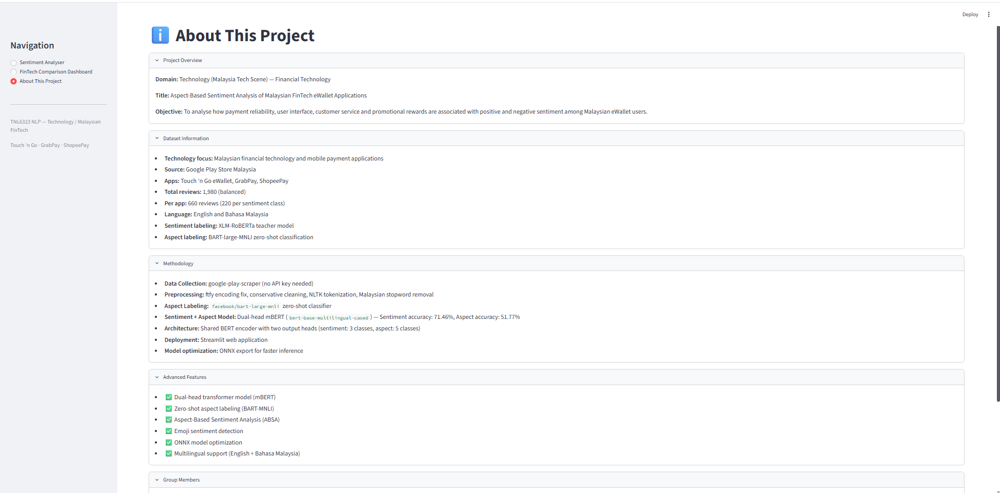 Deploy
Navigation
Sentiment Analyser
FinTech Comparison Dashboard
About This Project
TNL6323 NLP — Technology / Malaysian
FinTech
Touch 'n Go · GrabPay · ShopeePay
About This Project
Project Overview
Domain: Technology (Malaysia Tech Scene) — Financial Technology
Title: Aspect-Based Sentiment Analysis of Malaysian FinTech eWallet Applications
Objective: To analyse how payment reliability, user interface, customer service and promotional rewards are associated with positive and negative sentiment among Malaysian eWallet users.
Dataset Information
Technology focus: Malaysian financial technology and mobile payment applications
Source: Google Play Store Malaysia
Apps: Touch 'n Go eWallet, GrabPay, ShopeePay
Total reviews: 1,980 (balanced)
Per app: 660 reviews (220 per sentiment class)
Language: English and Bahasa Malaysia
Sentiment labeling: XLM-RoBERTa teacher model
Aspect labeling: BART-large-MNLI zero-shot classification
Methodology
Data Collection: google-play-scraper (no API key needed)
Preprocessing: ftfy encoding fix, conservative cleaning, NLTK tokenization, Malaysian stopword removal
Aspect Labeling: facebook/bart-large-mnli zero-shot classifier
Sentiment + Aspect Model: Dual-head mBERT ( bert-base-multilingual-cased ) — Sentiment accuracy: 71.46%, Aspect accuracy: 51.77%
Architecture: Shared BERT encoder with two output heads (sentiment: 3 classes, aspect: 5 classes)
Deployment: Streamlit web application
Model optimization: ONNX export for faster inference
Advanced Features
✅ Dual-head transformer model (mBERT)
✅ Zero-shot aspect labeling (BART-MNLI)
✅ Aspect-Based Sentiment Analysis (ABSA)
✅ Emoji sentiment detection
✅ ONNX model optimization
✅ Multilingual support (English + Bahasa Malaysia)
Group Members